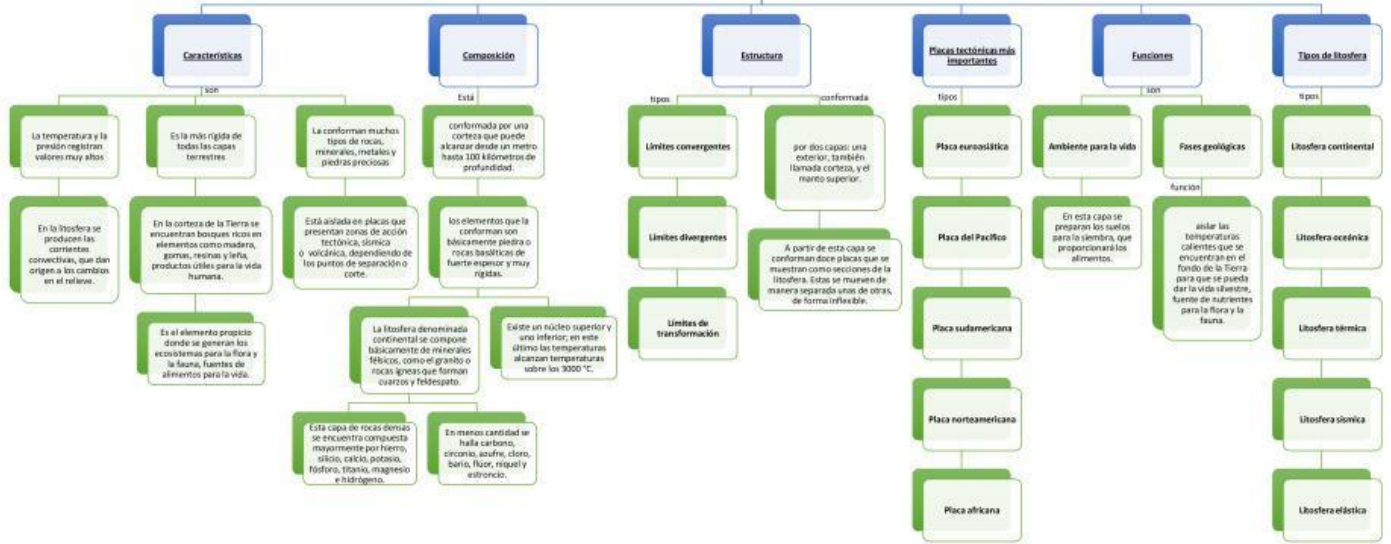 Características
Composición
Estructura
Placas tectónicas más
importantes
Funciones
Tipos de litosfera
son
Está
tipos
conformada
tipos
son
tipos
La temperatura y la
presión registran
valores muy altos
Es la más rígida de
todas las capas
terrestres
La conforman muchos
tipos de rocas,
minerales, metales y
piedras preciosas
conformada por una
corteza que puede
alcanzar desde un metro
hasta 100 kilómetros de
profundidad.
Límites convergentes
por dos capas: una
exterior, también
llamada corteza, y el
manto superior.
Placa euroasiática
Ambiente para la vida
Fases geológicas
Litosfera continental
función
En la litosfera se
producen las
corrientes
convectivas, que dan
origen a los cambios
en el relieve.
En la corteza de la Tierra se
encuentran bosques ricos en
elementos como madera,
gomas, resinas y leña,
productos útiles para la vida
humana.
Está aislada en placas que
presentan zonas de acción
tectónica, sísmica
o volcánica, dependiendo de
los puntos de separación o
corte.
los elementos que la
conforman son
básicamente piedra o
rocas basálticas de
fuerte espesor y muy
rígidas.
Límites divergentes
A partir de esta capa se
conforman doce placas que se
muestran como secciones de la
litosfera. Estas se mueven de
manera separada unas de otras,
de forma inflexible.
Placa del Pacífico
En esta capa se
preparan los suelos
para la siembra, que
proporcionará los
alimentos.
aislar las
temperaturas
calientes que se
encuentran en el
fondo de la Tierra
para que se pueda
dar la vida silvestre,
fuente de nutrientes
para la flora y la
fauna.
Litosfera oceánica
Es el elemento propicio
donde se generan los
ecosistemas para la flora y
la fauna, fuentes de
alimentos para la vida.
La litosfera denominada
continental se compone
básicamente de minerales
félsicos, como el granito o
rocas ígneas que forman
cuarzos y feldespato.
Existe un núcleo superior y
uno inferior; en este
último las temperaturas
alcanzan temperaturas
sobre los 3000 °C.
Límites de
transformación
Placa sudamericana
Litosfera térmica
Esta capa de rocas densas
se encuentra compuesta
mayormente por hierro,
silicio, calcio, potasio,
fósforo, titanio, magnesio
e hidrógeno.
En menos cantidad se
halla carbono,
circonio, azufre, cloro,
bario, flúor, níquel y
estroncio.
Placa norteamericana
Litosfera sísmica
Placa africana
Litosfera elástica